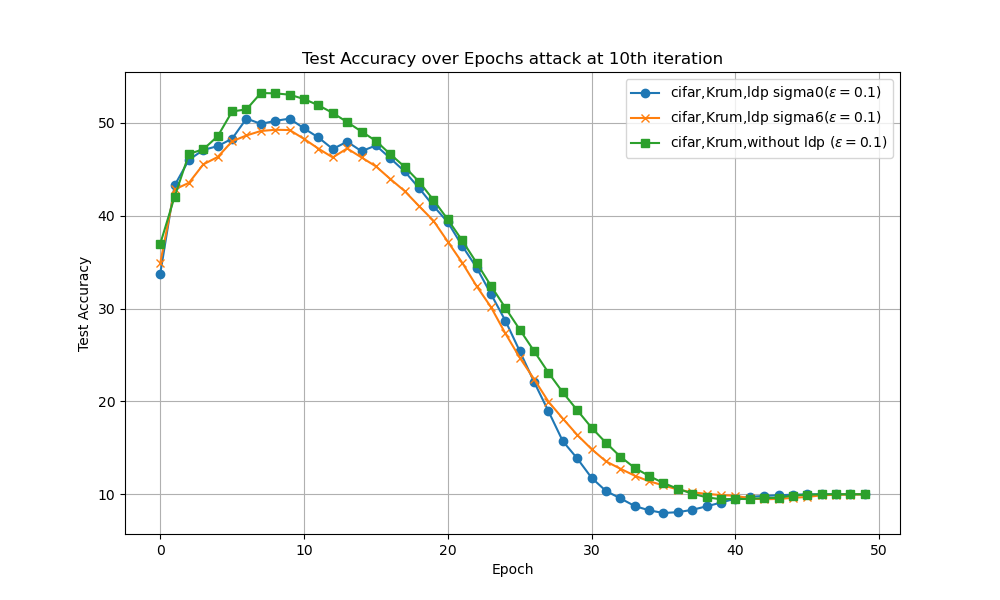 Test Accuracy over Epochs attack at 10th iteration
cifar,Krum,ldp sigma0(ϵ = 0.1)
cifar,Krum,ldp sigma6(ϵ = 0.1)
cifar,Krum,without ldp (ϵ = 0.1)
Test Accuracy
50
40
30
20
10
0 10 20 30 40 50
Epoch